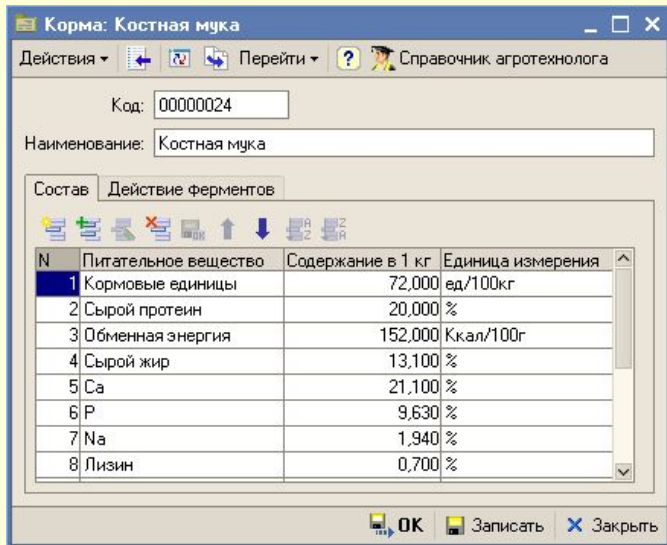 Корма: Костная мука
Действия Перейти ? Справочник агротехнолога
Код: 00000024
Наименование: Костная мука
Состав Действие ферментов
N Питательное вещество Содержание в 1 кг Единица измерения
1 Кормовые единицы 72,000 ед/100кг
2 Сырой протеин 20,000 %
3 Обменная энергия 152,000 Ккал/100г
4 Сырой жир 13,100 %
5 Ca 21,100 %
6 P 9,630 %
7 Na 1,940 %
8 Лизин 0,700 %
OK Записать Закрыть